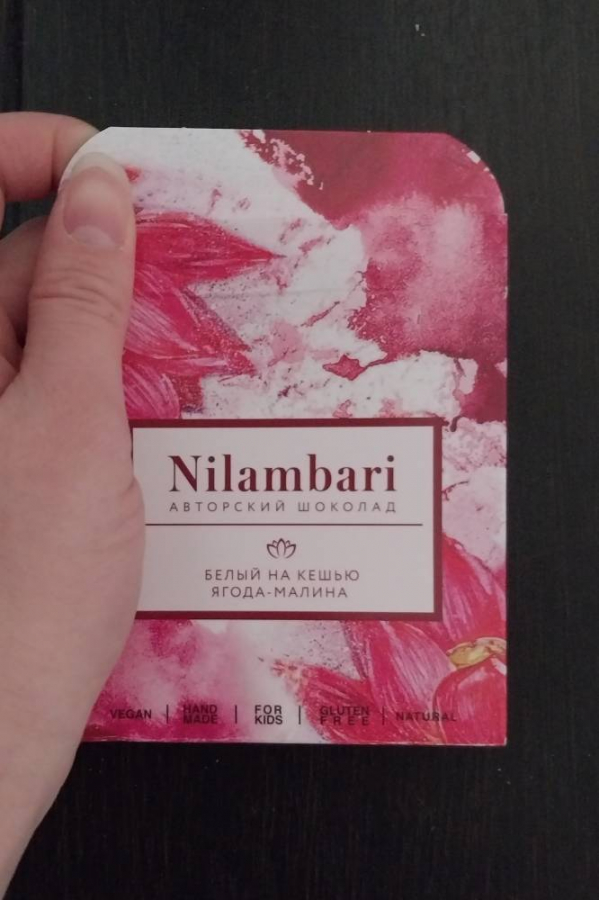 Nilambari
АВТОРСКИЙ ШОКОЛАД
БЕЛЫЙ НА КЕШЬЮ
ЯГОДА-МАЛИНА
VEGAN | HAND MADE | FOR KIDS | GLUTEN FREE | NATURAL